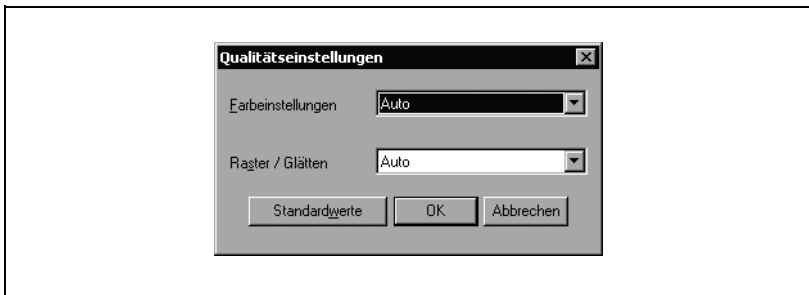 Qualitätseinstellungen
Farbeinstellungen Auto
Raster / Glätten Auto
Standardwerte OK Abbrechen